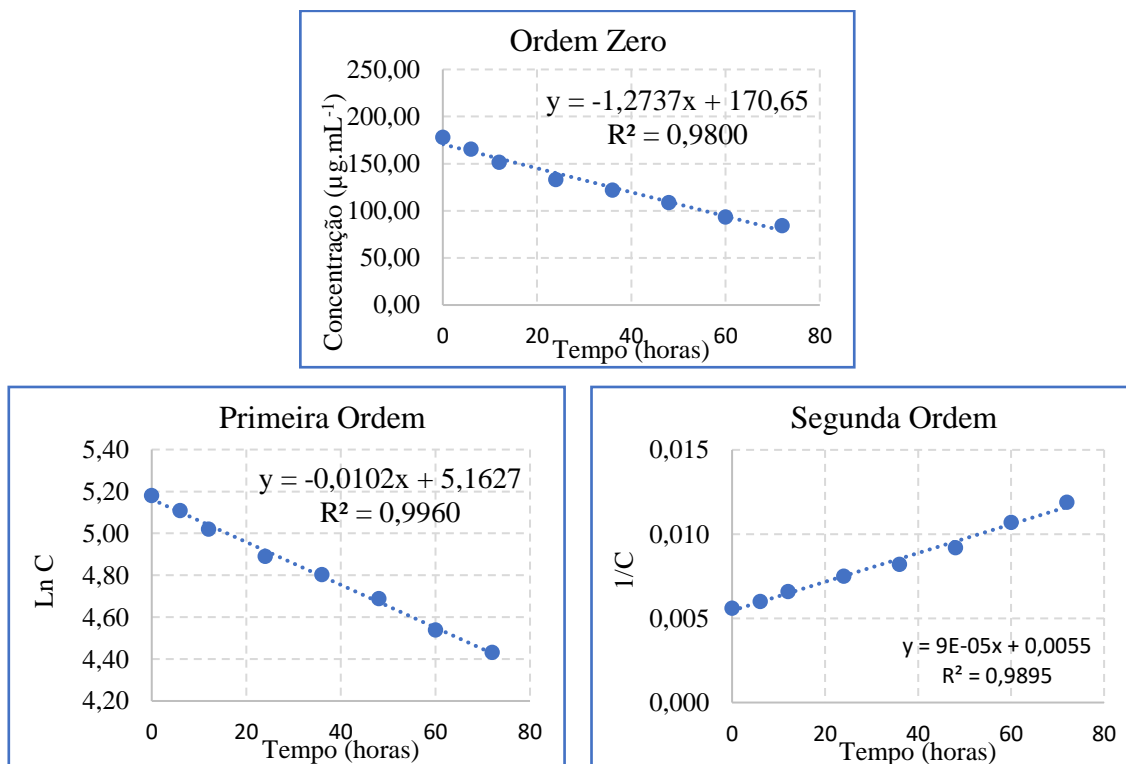 Ordem Zero
250,00
200,00
150,00
100,00
50,00
0,00
Concentração (µg.mL⁻¹)
y = -1,2737x + 170,65
R² = 0,9800
0 20 40 60 80
Tempo (horas)
Primeira Ordem
5,40
5,20
5,00
4,80
4,60
4,40
4,20
Ln C
y = -0,0102x + 5,1627
R² = 0,9960
0 20 40 60 80
Tempo (horas)
Segunda Ordem
0,015
0,010
0,005
0,000
1/C
y = 9E-05x + 0,0055
R² = 0,9895
0 20 40 60 80
Tempo (horas)